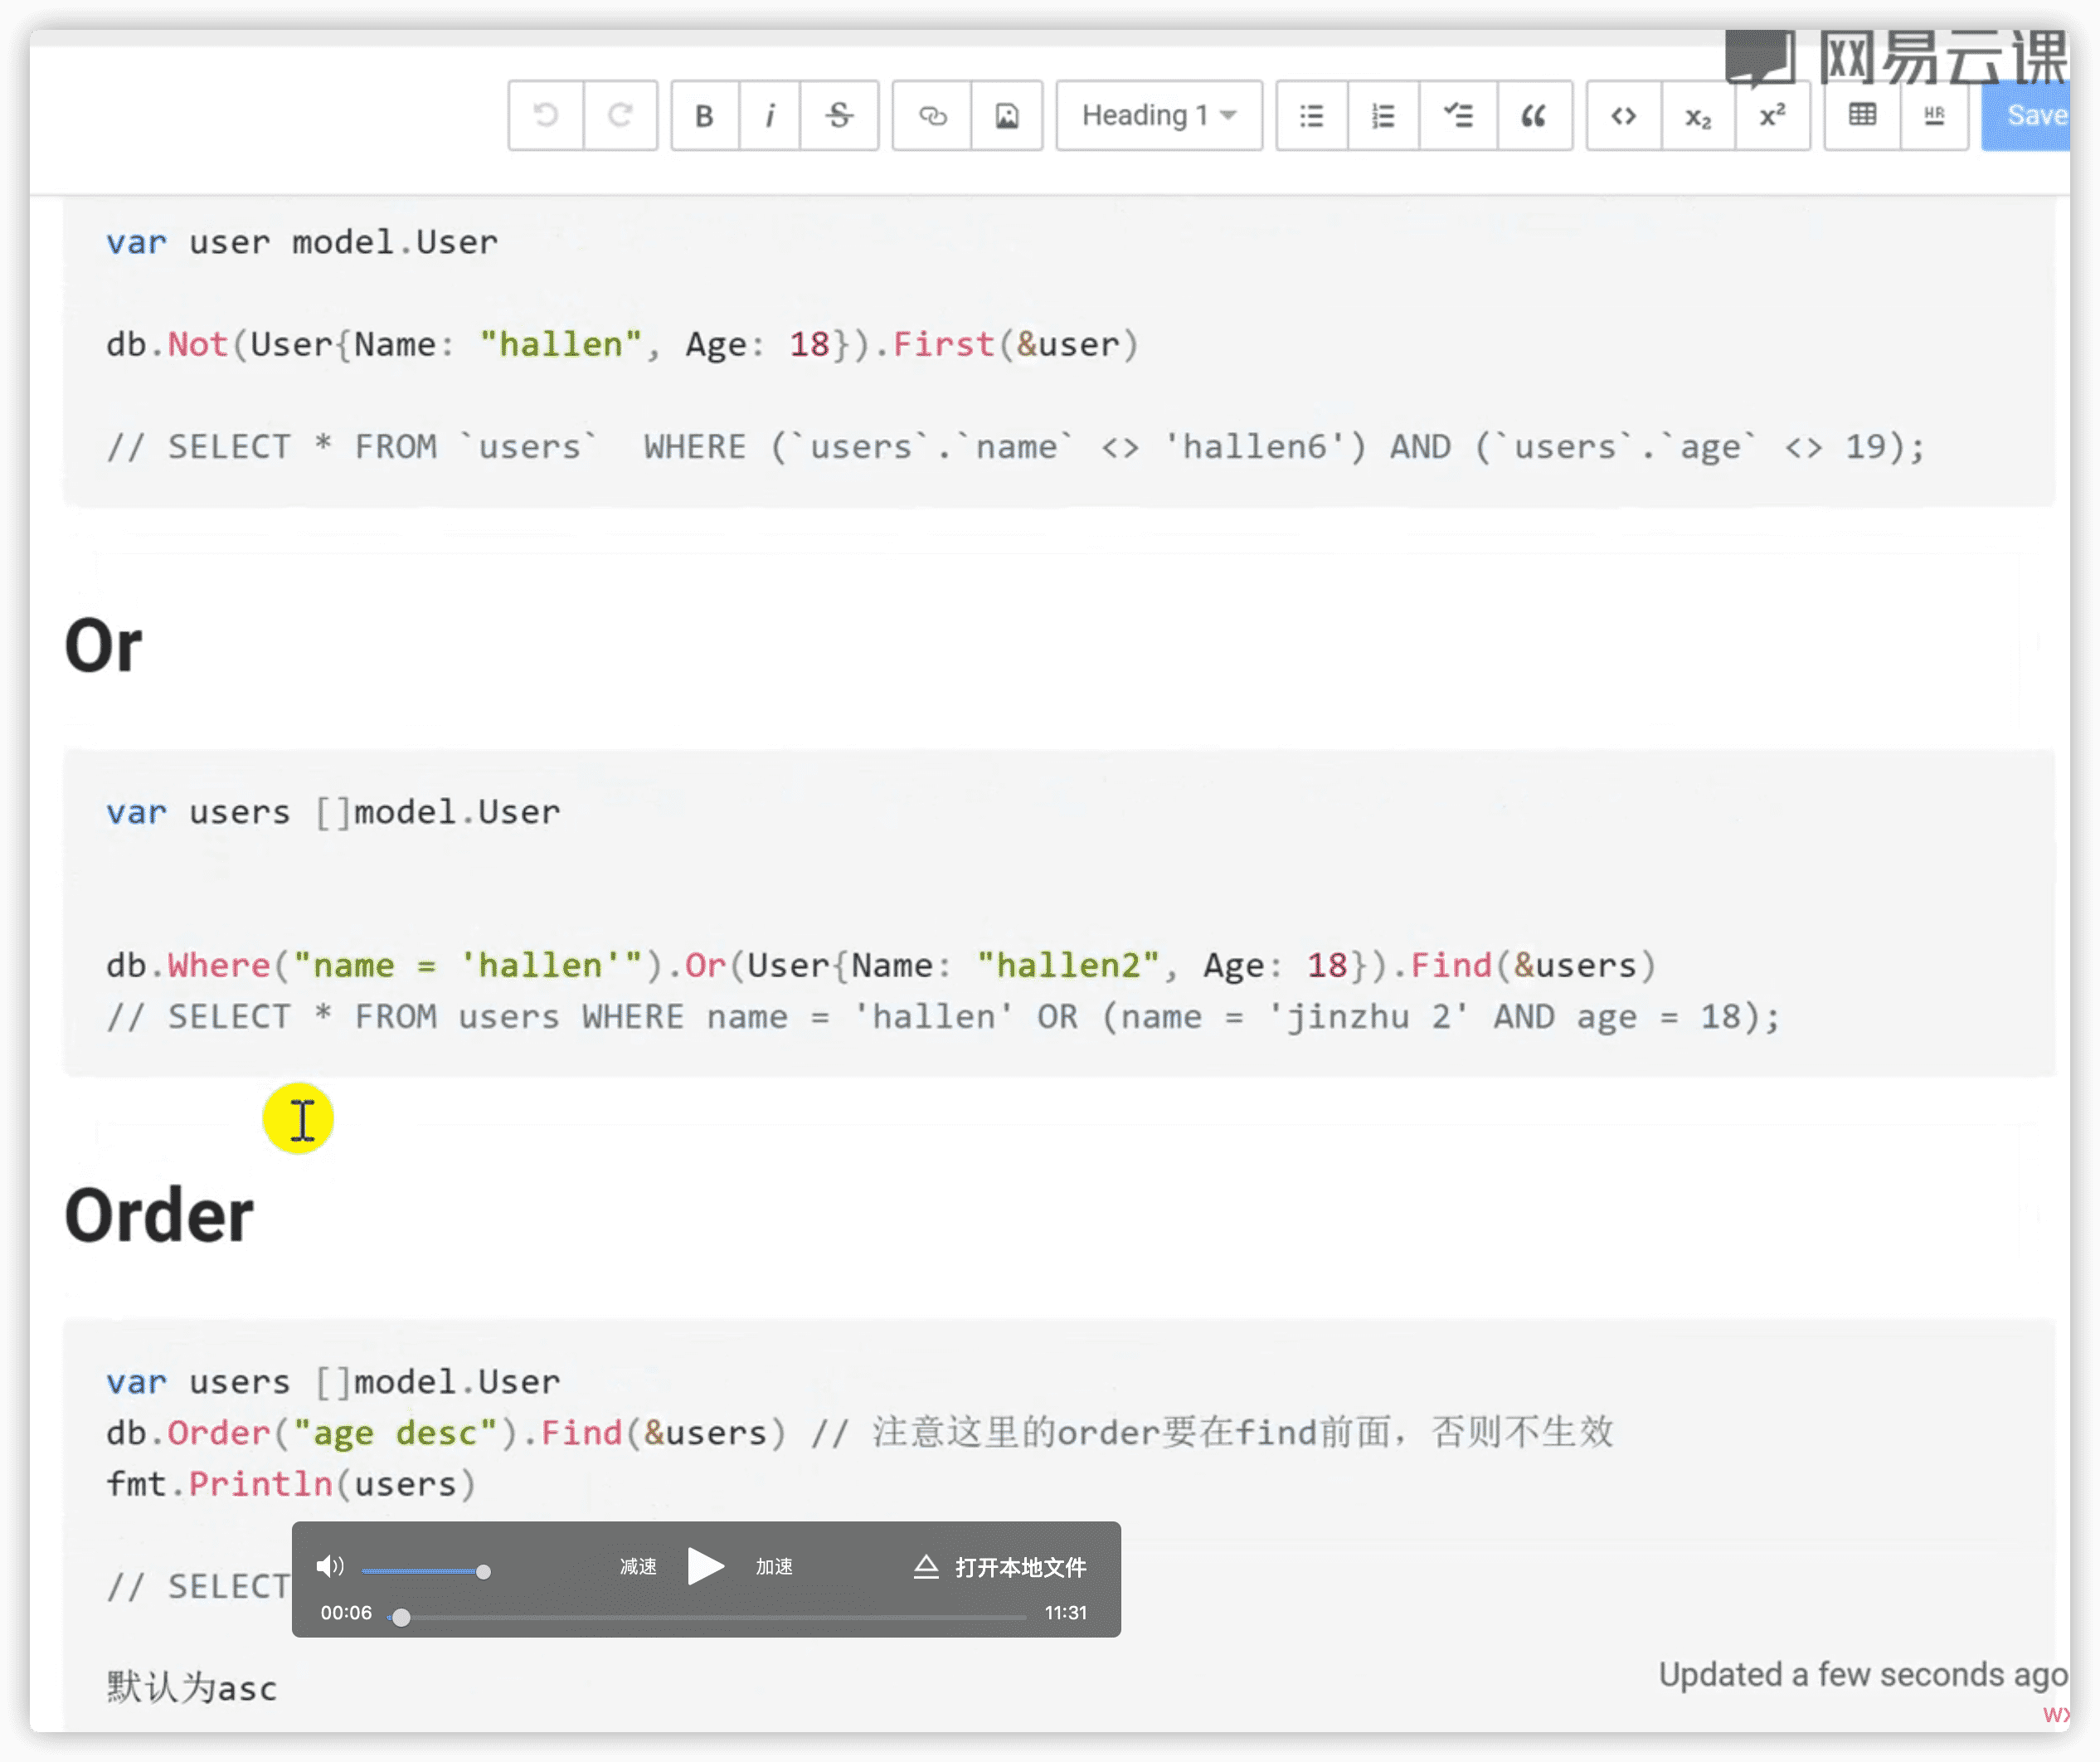 网易云课
B i S Heading 1 <> x₂ x² HR Save
var user model.User
db.Not(User{Name: "hallen", Age: 18}).First(&user)
// SELECT * FROM `users`  WHERE (`users`.`name` <> 'hallen6') AND (`users`.`age` <> 19);
Or
var users []model.User
db.Where("name = 'hallen'").Or(User{Name: "hallen2", Age: 18}).Find(&users)
// SELECT * FROM users WHERE name = 'hallen' OR (name = 'jinzhu 2' AND age = 18);
Order
var users []model.User
db.Order("age desc").Find(&users) // 注意这里的order要在find前面，否则不生效
fmt.Println(users)
// SELECT
减速 加速 打开本地文件
00:06 11:31
默认为asc
Updated a few seconds ago
wx